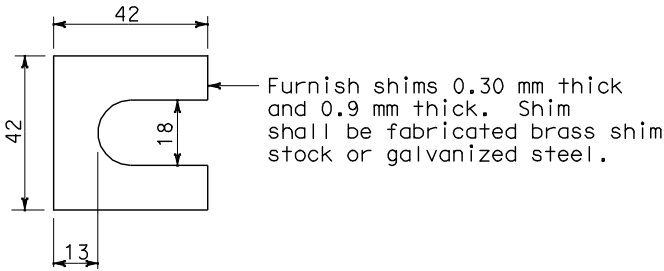 42
Furnish shims 0.30 mm thick
and 0.9 mm thick. Shim
shall be fabricated brass shim
stock or galvanized steel.
42
18
13